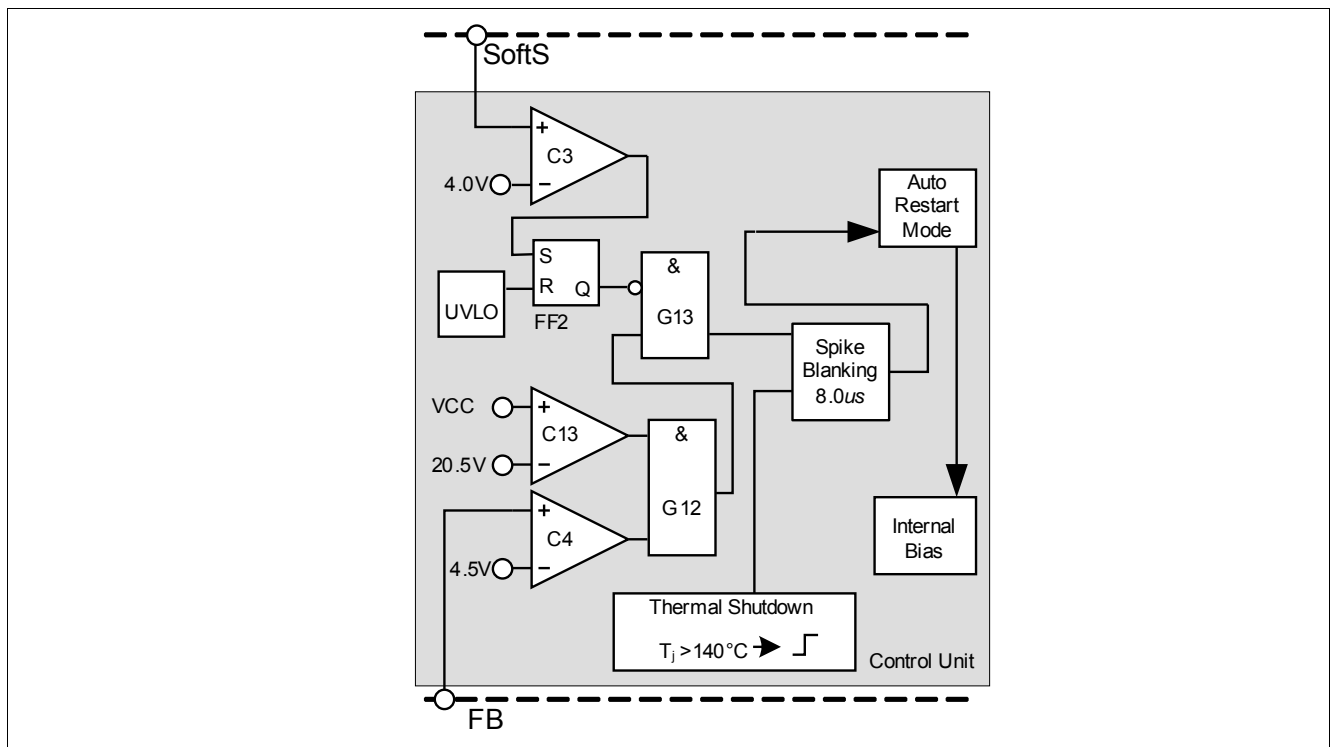 SoftS
+
C3
4.0V
−
Auto
Restart
Mode
S
R
Q
UVLO
FF2
&
G13
Spike
Blanking
8.0us
VCC
+
C13
20.5V
−
&
G12
+
C4
4.5V
−
Internal
Bias
Thermal Shutdown
Tj >140°C
Control Unit
FB